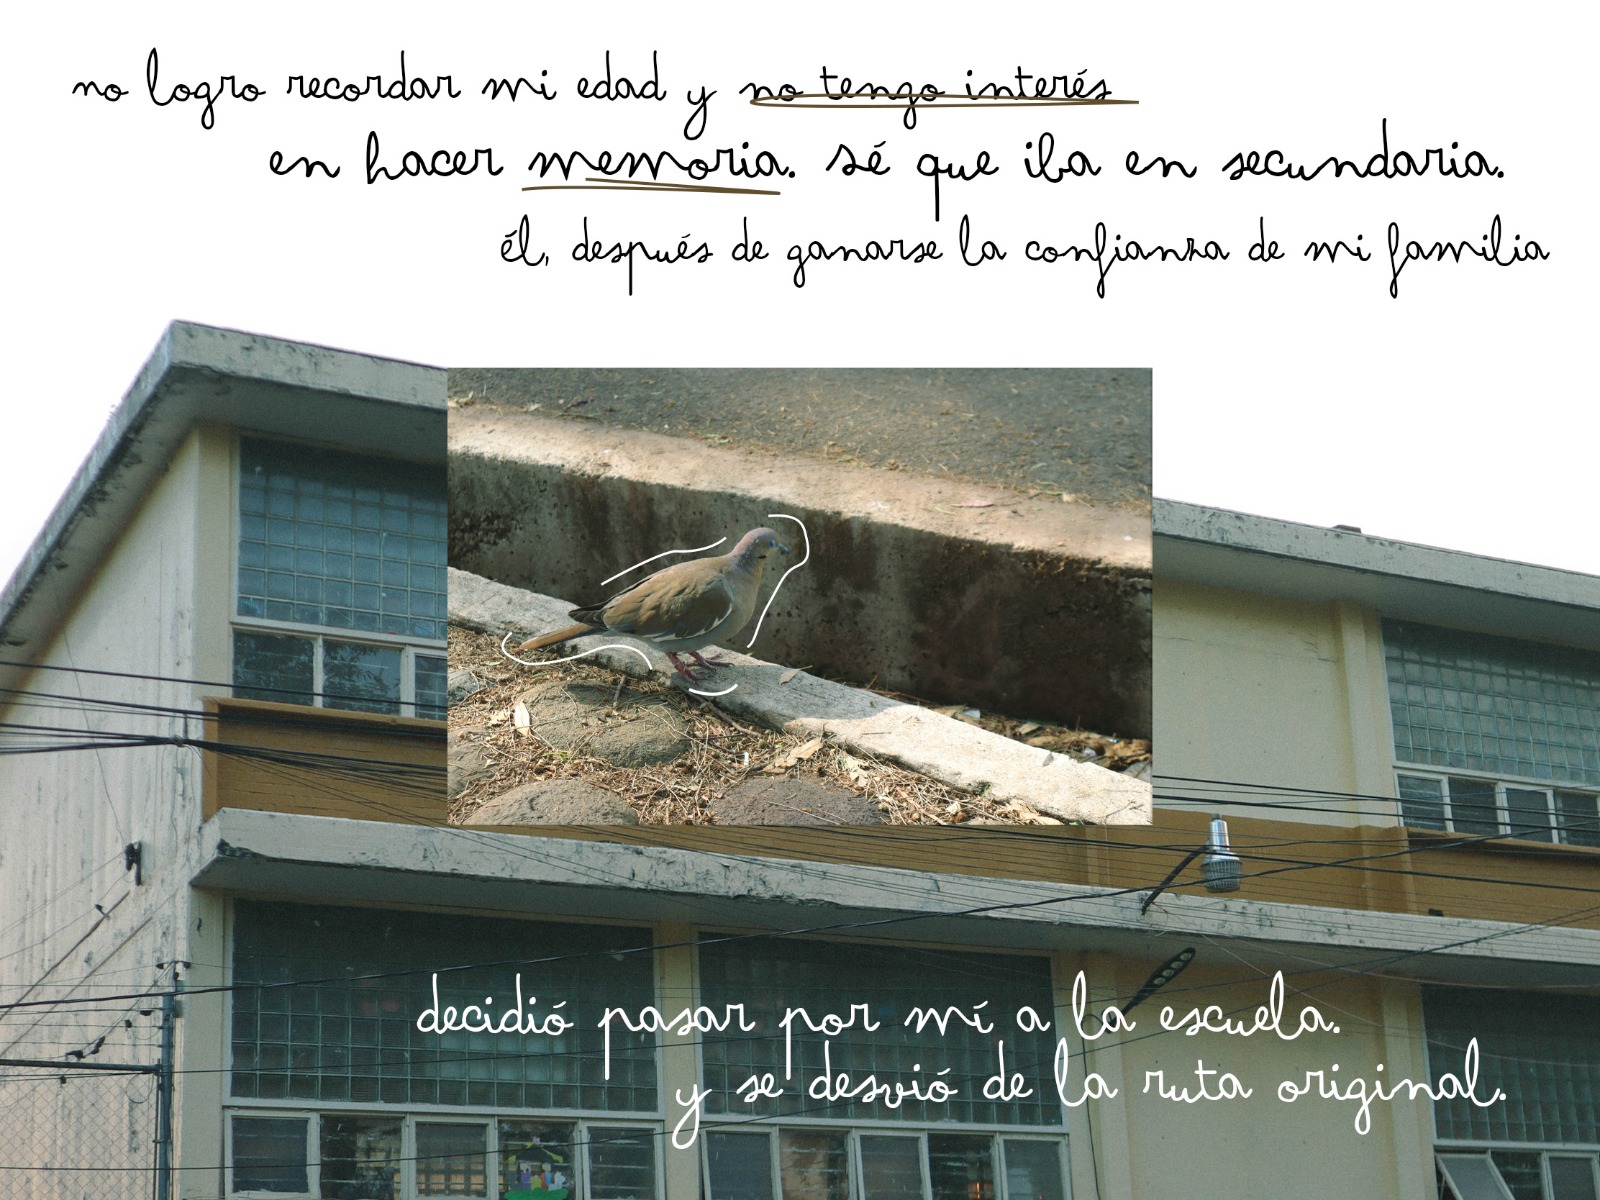 no logro recordar mi edad y no tengo interés
en hacer memoria. sé que iba en secundaria.
él, después de ganarse la confianza de mi familia
decidió pasar por mí a la escuela.
y se desvió de la ruta original.